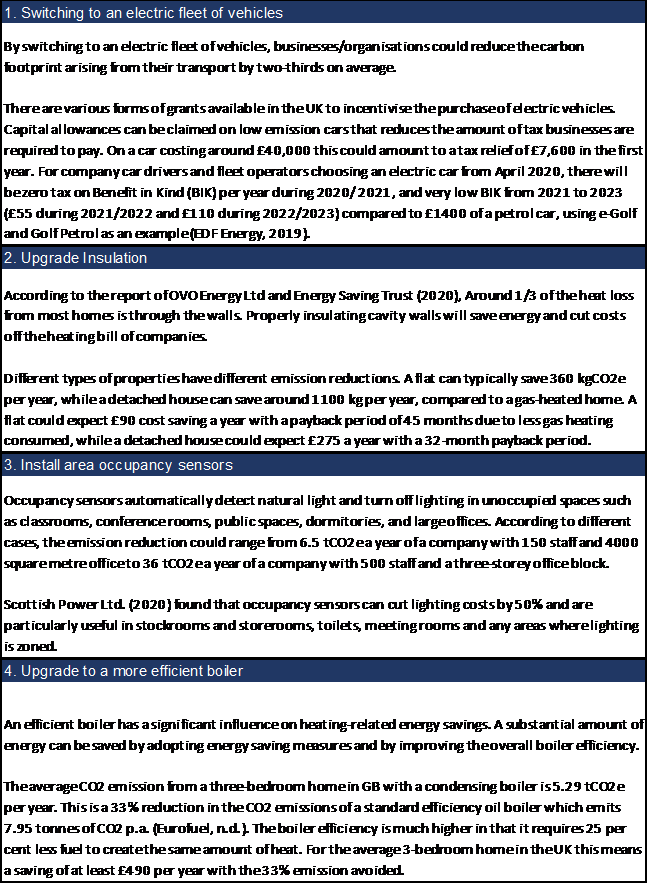 1. Switching to an electric fleet of vehicles
By switching to an electric fleet of vehicles, businesses/organisations could reduce the carbon
footprint arising from their transport by two-thirds on average.
There are various forms of grants available in the UK to incentivise the purchase of electric vehicles.
Capital allowances can be claimed on low emission cars that reduces the amount of tax businesses are
required to pay. On a car costing around £40,000 this could amount to a tax relief of £7,600 in the first
year. For company car drivers and fleet operators choosing an electric car from April 2020, there will
be zero tax on Benefit in Kind (BIK) per year during 2020/2021, and very low BIK from 2021 to 2023
(£55 during 2021/2022 and £110 during 2022/2023) compared to £1400 of a petrol car, using e-Golf
and Golf Petrol as an example (EDF Energy, 2019).
2. Upgrade Insulation
According to the report of OVO Energy Ltd and Energy Saving Trust (2020), Around 1/3 of the heat loss
from most homes is through the walls. Properly insulating cavity walls will save energy and cut costs
off the heating bill of companies.
Different types of properties have different emission reductions. A flat can typically save 360 kgCO2e
per year, while a detached house can save around 1100 kg per year, compared to a gas-heated home. A
flat could expect £90 cost saving a year with a payback period of 45 months due to less gas heating
consumed, while a detached house could expect £275 a year with a 32-month payback period.
3. Install area occupancy sensors
Occupancy sensors automatically detect natural light and turn off lighting in unoccupied spaces such
as classrooms, conference rooms, public spaces, dormitories, and large offices. According to different
cases, the emission reduction could range from 6.5 tCO2e a year of a company with 150 staff and 4000
square metre office to 36 tCO2e a year of a company with 500 staff and a three-storey office block.
Scottish Power Ltd. (2020) found that occupancy sensors can cut lighting costs by 50% and are
particularly useful in stockrooms and storerooms, toilets, meeting rooms and any areas where lighting
is zoned.
4. Upgrade to a more efficient boiler
An efficient boiler has a significant influence on heating-related energy savings. A substantial amount of
energy can be saved by adopting energy saving measures and by improving the overall boiler efficiency.
The average CO2 emission from a three-bedroom home in GB with a condensing boiler is 5.29 tCO2e
per year. This is a 33% reduction in the CO2 emissions of a standard efficiency oil boiler which emits
7.95 tonnes of CO2 p.a. (Eurofuel, n.d.). The boiler efficiency is much higher in that it requires 25 per
cent less fuel to create the same amount of heat. For the average 3-bedroom home in the UK this means
a saving of at least £490 per year with the 33% emission avoided.